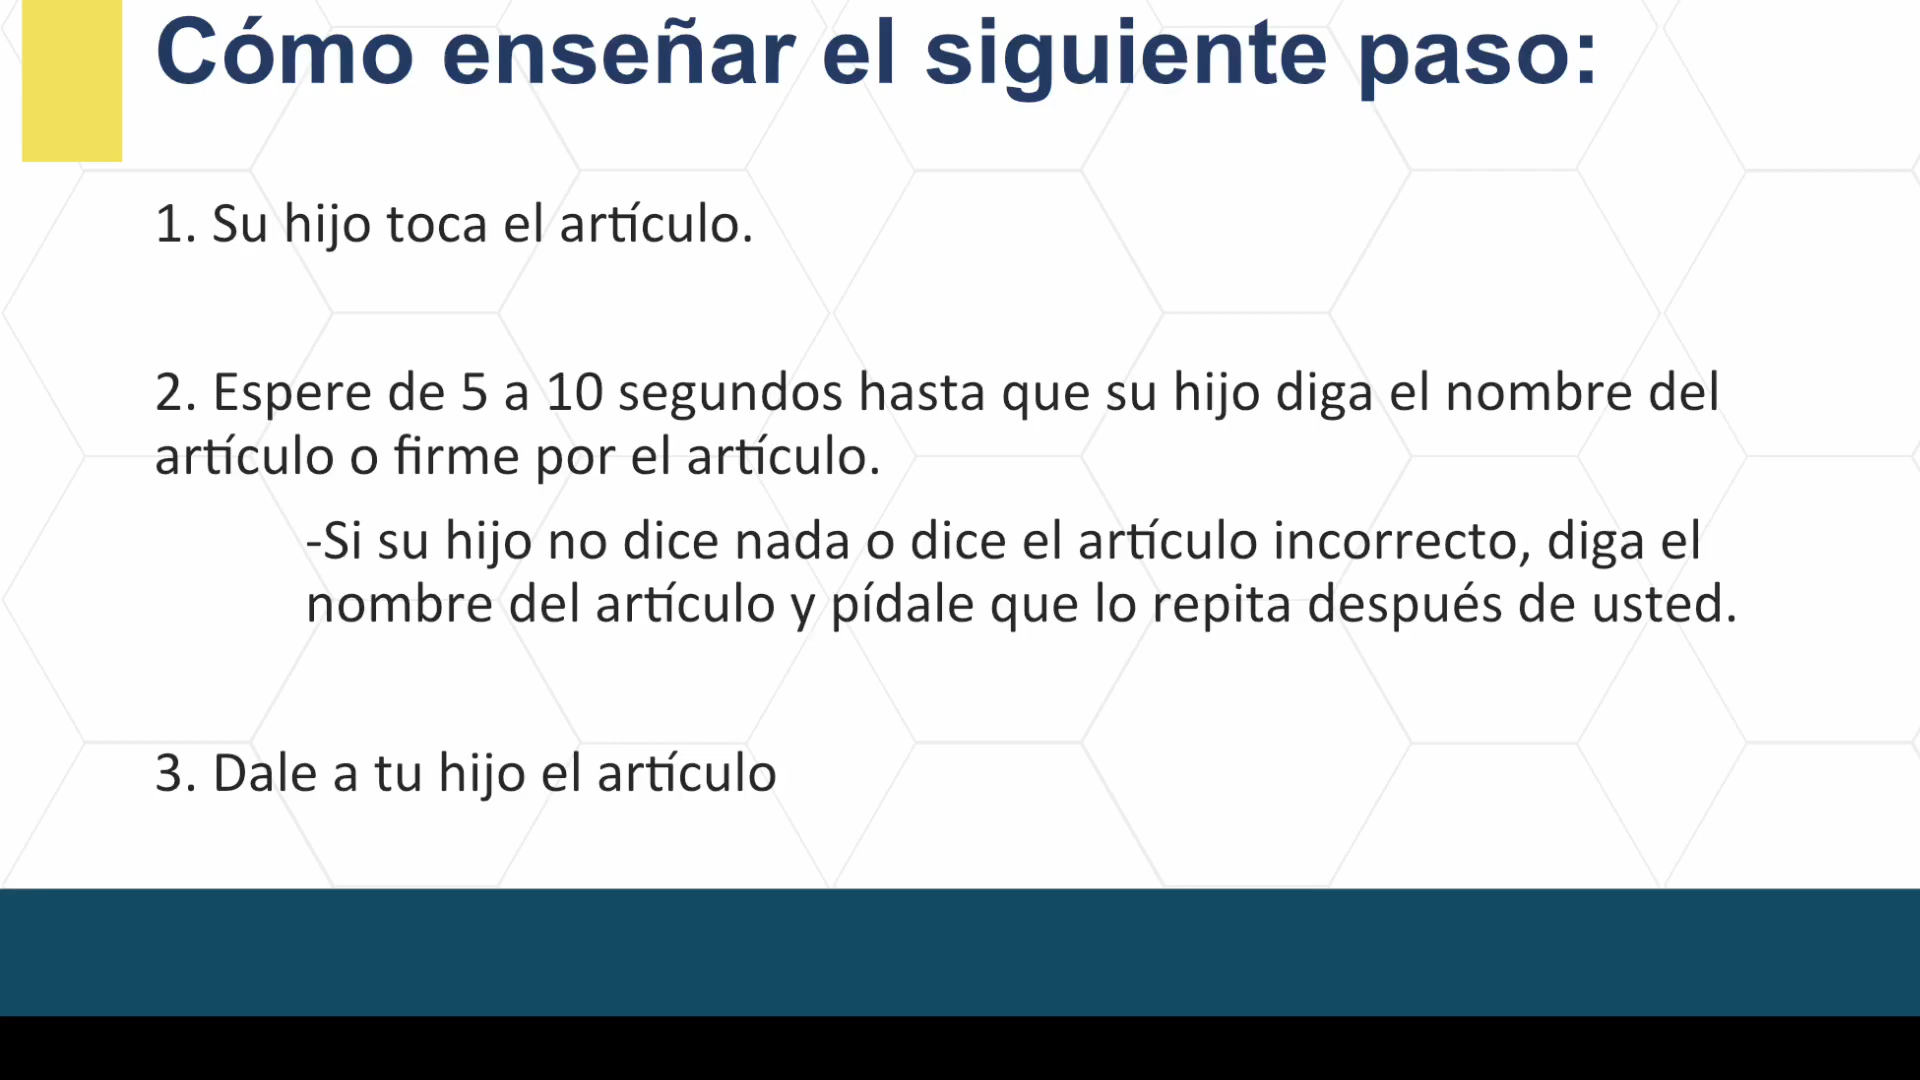 Cómo enseñar el siguiente paso:
1. Su hijo toca el artículo.
2. Espere de 5 a 10 segundos hasta que su hijo diga el nombre del
artículo o firme por el artículo.
-Si su hijo no dice nada o dice el artículo incorrecto, diga el
nombre del artículo y pídale que lo repita después de usted.
3. Dale a tu hijo el artículo